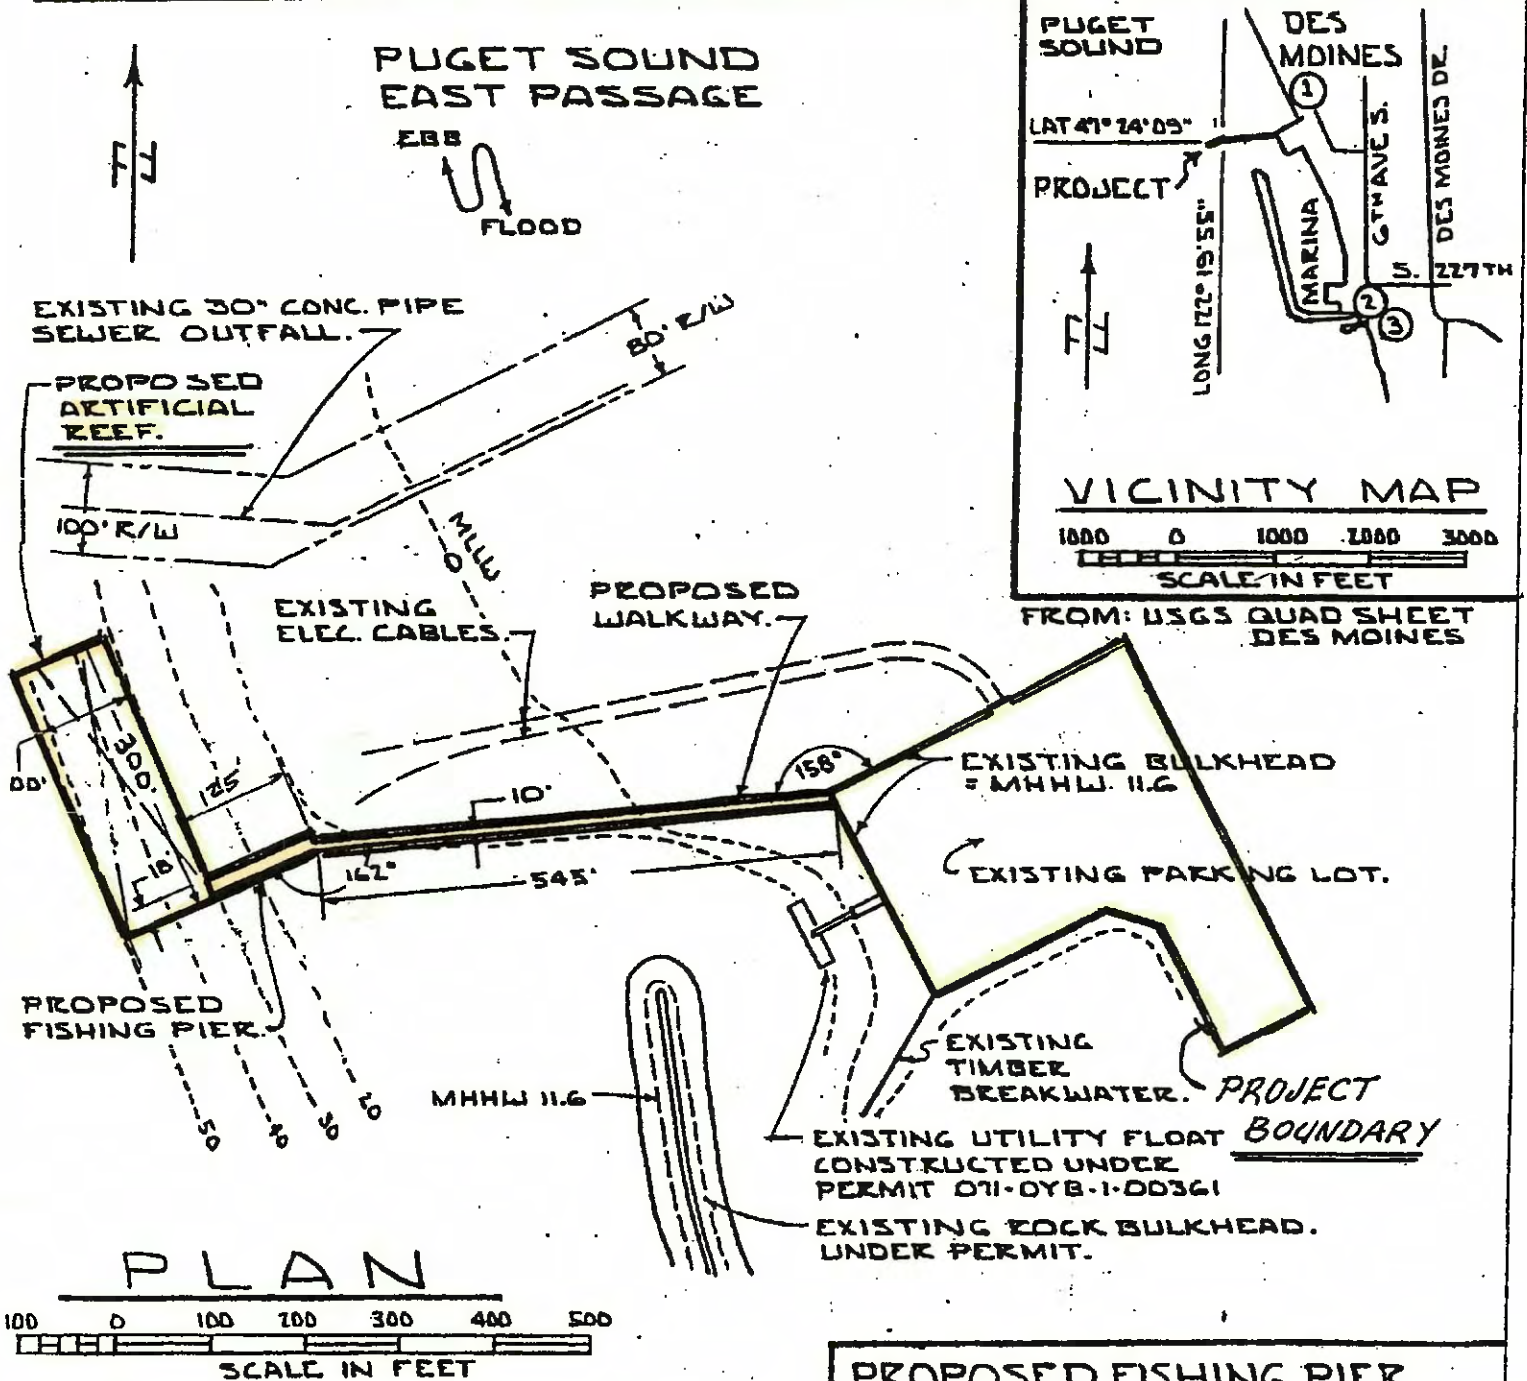 PUGET SOUND
EAST PASSAGE
EBB
FLOOD
EXISTING 30" CONC. PIPE
SEWER OUTFALL.
80' R/W
PROPOSED
ARTIFICIAL
REEF.
100' R/W
MLLW
0
EXISTING
ELEC. CABLES.
PROPOSED
WALKWAY.
300'
125'
10'
158°
EXISTING BULKHEAD
= MHHW 11.6
EXISTING PARKING LOT.
18'
162°
545'
PROPOSED
FISHING PIER.
50
40
30
20
MHHW 11.6
EXISTING
TIMBER
BREAKWATER.
PROJECT
BOUNDARY
EXISTING UTILITY FLOAT
CONSTRUCTED UNDER
PERMIT 071-OYB-1-00361
EXISTING ROCK BULKHEAD.
UNDER PERMIT.
PLAN
100 0 100 200 300 400 500
SCALE IN FEET
PUGET
SOUND
DES
MOINES
1
LAT 47° 24' 09"
PROJECT
LONG 122° 19' 55"
MARINA
6TH AVE S.
DES MOINES DR.
S. 227TH
2
3
VICINITY MAP
1000 0 1000 2000 3000
SCALE IN FEET
FROM: USGS QUAD SHEET
DES MOINES
PROPOSED FISHING PIER